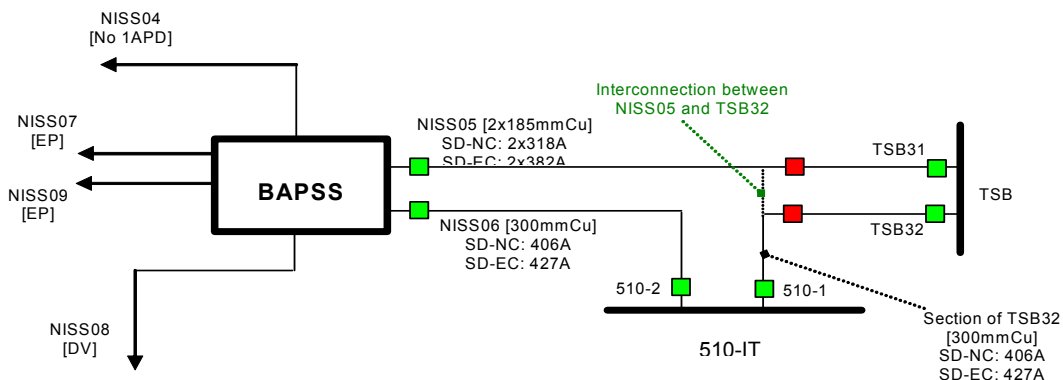 NISS04
[No 1APD]
NISS07
[EP]
NISS09
[EP]
BAPSS
NISS08
[DV]
NISS05 [2x185mmCu]
SD-NC: 2x318A
SD-EC: 2x382A
NISS06 [300mmCu]
SD-NC: 406A
SD-EC: 427A
Interconnection between
NISS05 and TSB32
TSB31
TSB
TSB32
510-2
510-1
510-IT
Section of TSB32
[300mmCu]
SD-NC: 406A
SD-EC: 427A